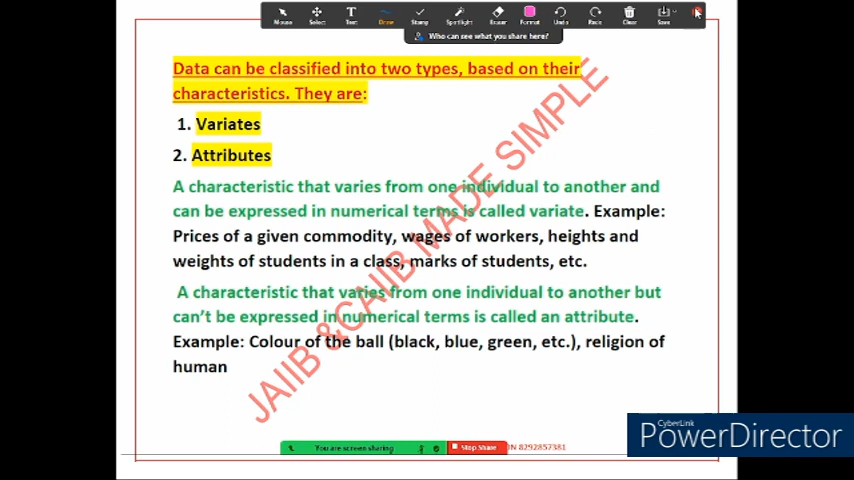 Mouse Select Text Draw Stamp Spotlight Eraser Format Undo Redo Clear Save
Who can see what you share here?
Data can be classified into two types, based on their
characteristics. They are:
1. Variates
2. Attributes
A characteristic that varies from one individual to another and
can be expressed in numerical terms is called variate. Example:
Prices of a given commodity, wages of workers, heights and
weights of students in a class, marks of students, etc.
A characteristic that varies from one individual to another but
can't be expressed in numerical terms is called an attribute.
Example: Colour of the ball (black, blue, green, etc.), religion of
human
JAIIB &CAIIB MADE SIMPLE
You are screen sharing Stop Share
IN 8292857381
CyberLink
PowerDirector